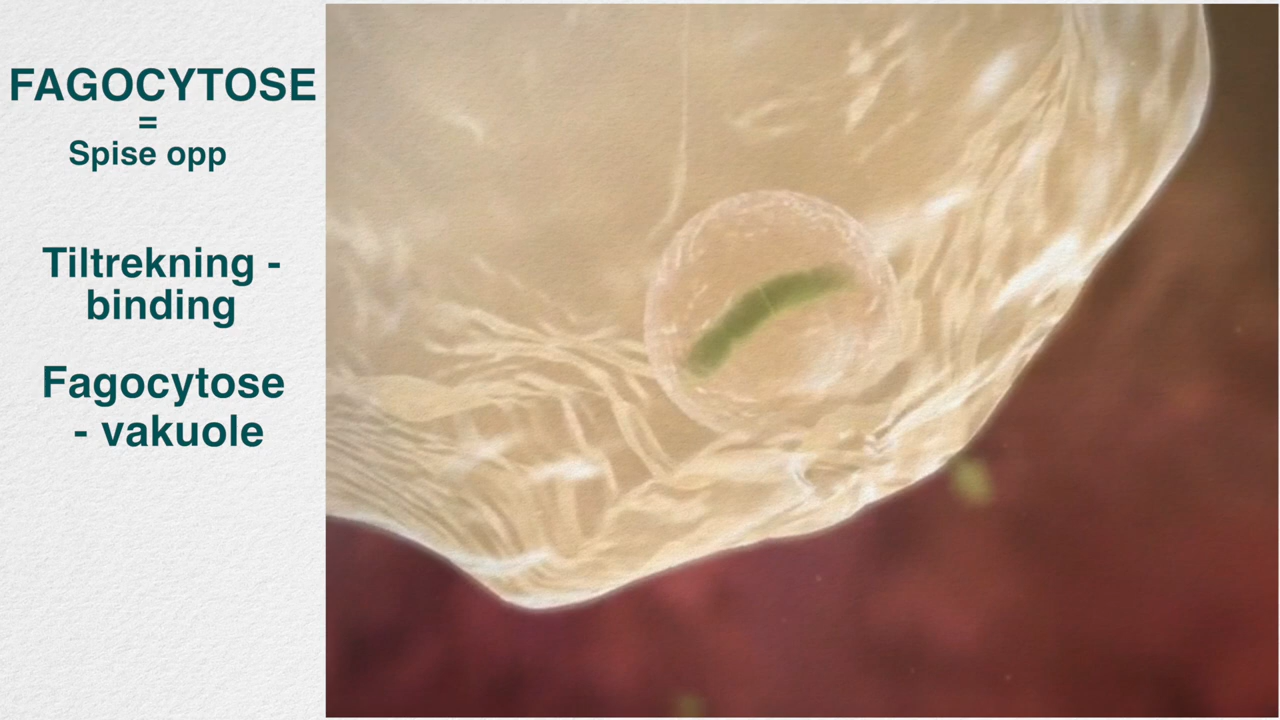 FAGOCYTOSE
=
Spise opp
Tiltrekning -
binding
Fagocytose
- vakuole